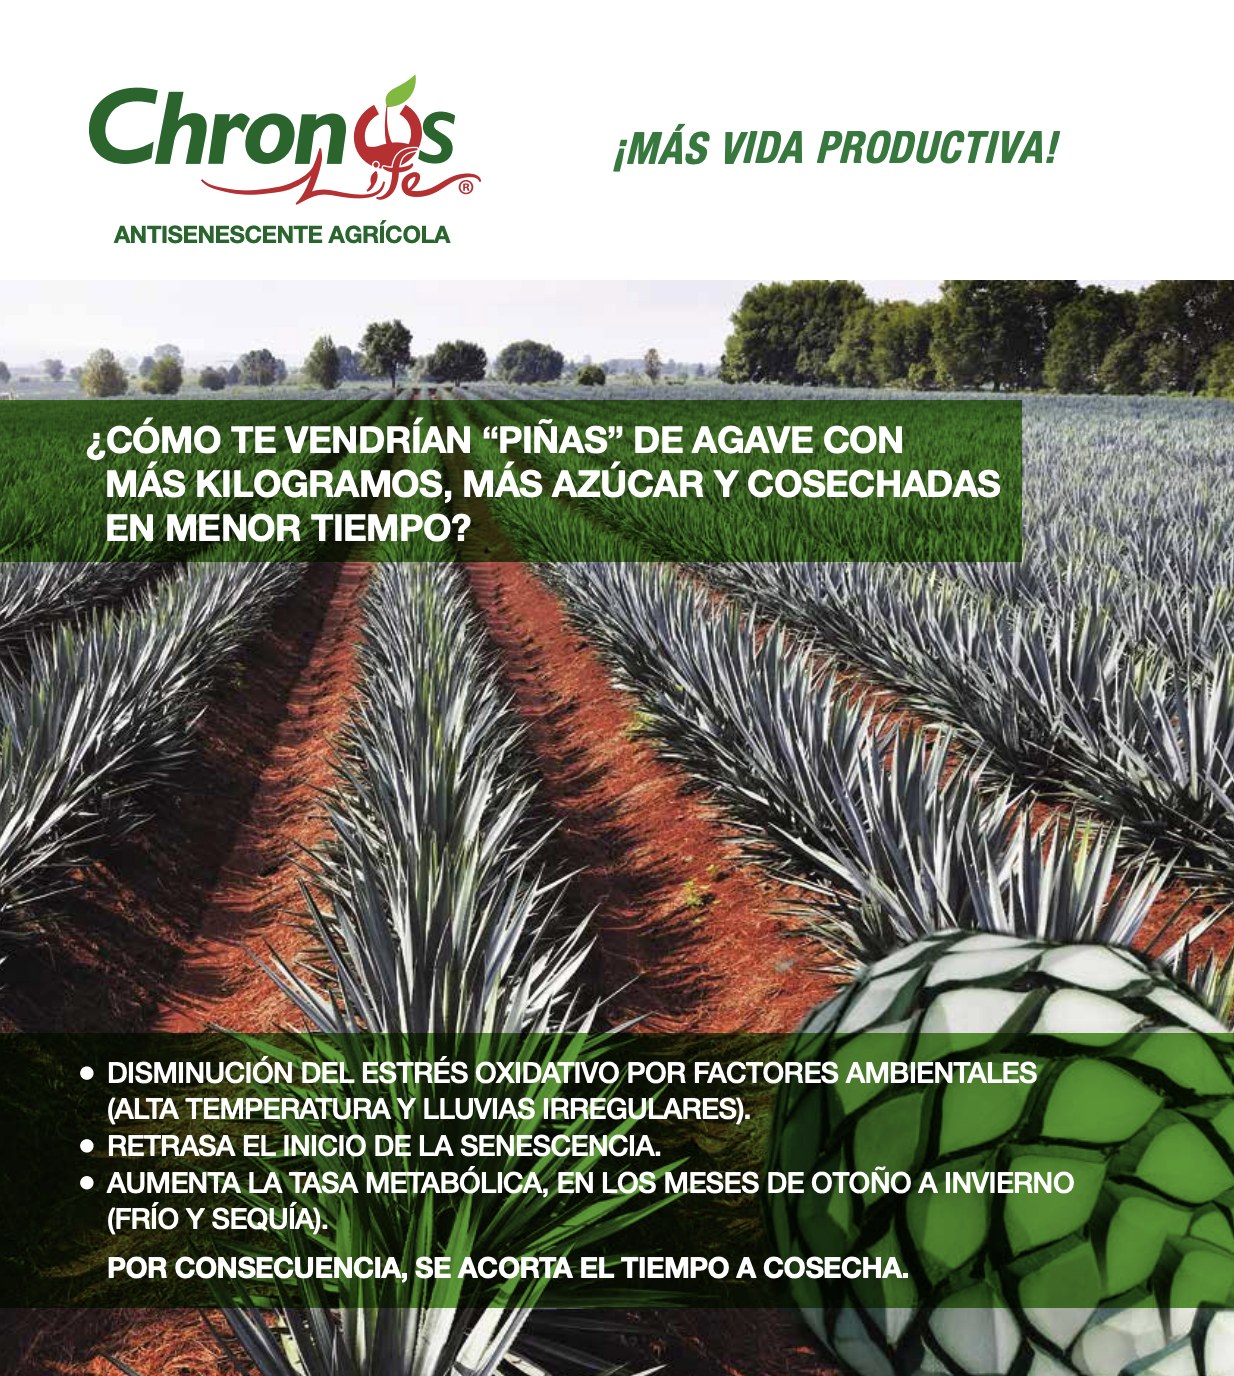 Chronos
Life®
ANTISENESCENTE AGRÍCOLA
¡MÁS VIDA PRODUCTIVA!
¿CÓMO TE VENDRÍAN “PIÑAS” DE AGAVE CON
MÁS KILOGRAMOS, MÁS AZÚCAR Y COSECHADAS
EN MENOR TIEMPO?
• DISMINUCIÓN DEL ESTRÉS OXIDATIVO POR FACTORES AMBIENTALES
(ALTA TEMPERATURA Y LLUVIAS IRREGULARES).
• RETRASA EL INICIO DE LA SENESCENCIA.
• AUMENTA LA TASA METABÓLICA, EN LOS MESES DE OTOÑO A INVIERNO
(FRÍO Y SEQUÍA).
POR CONSECUENCIA, SE ACORTA EL TIEMPO A COSECHA.